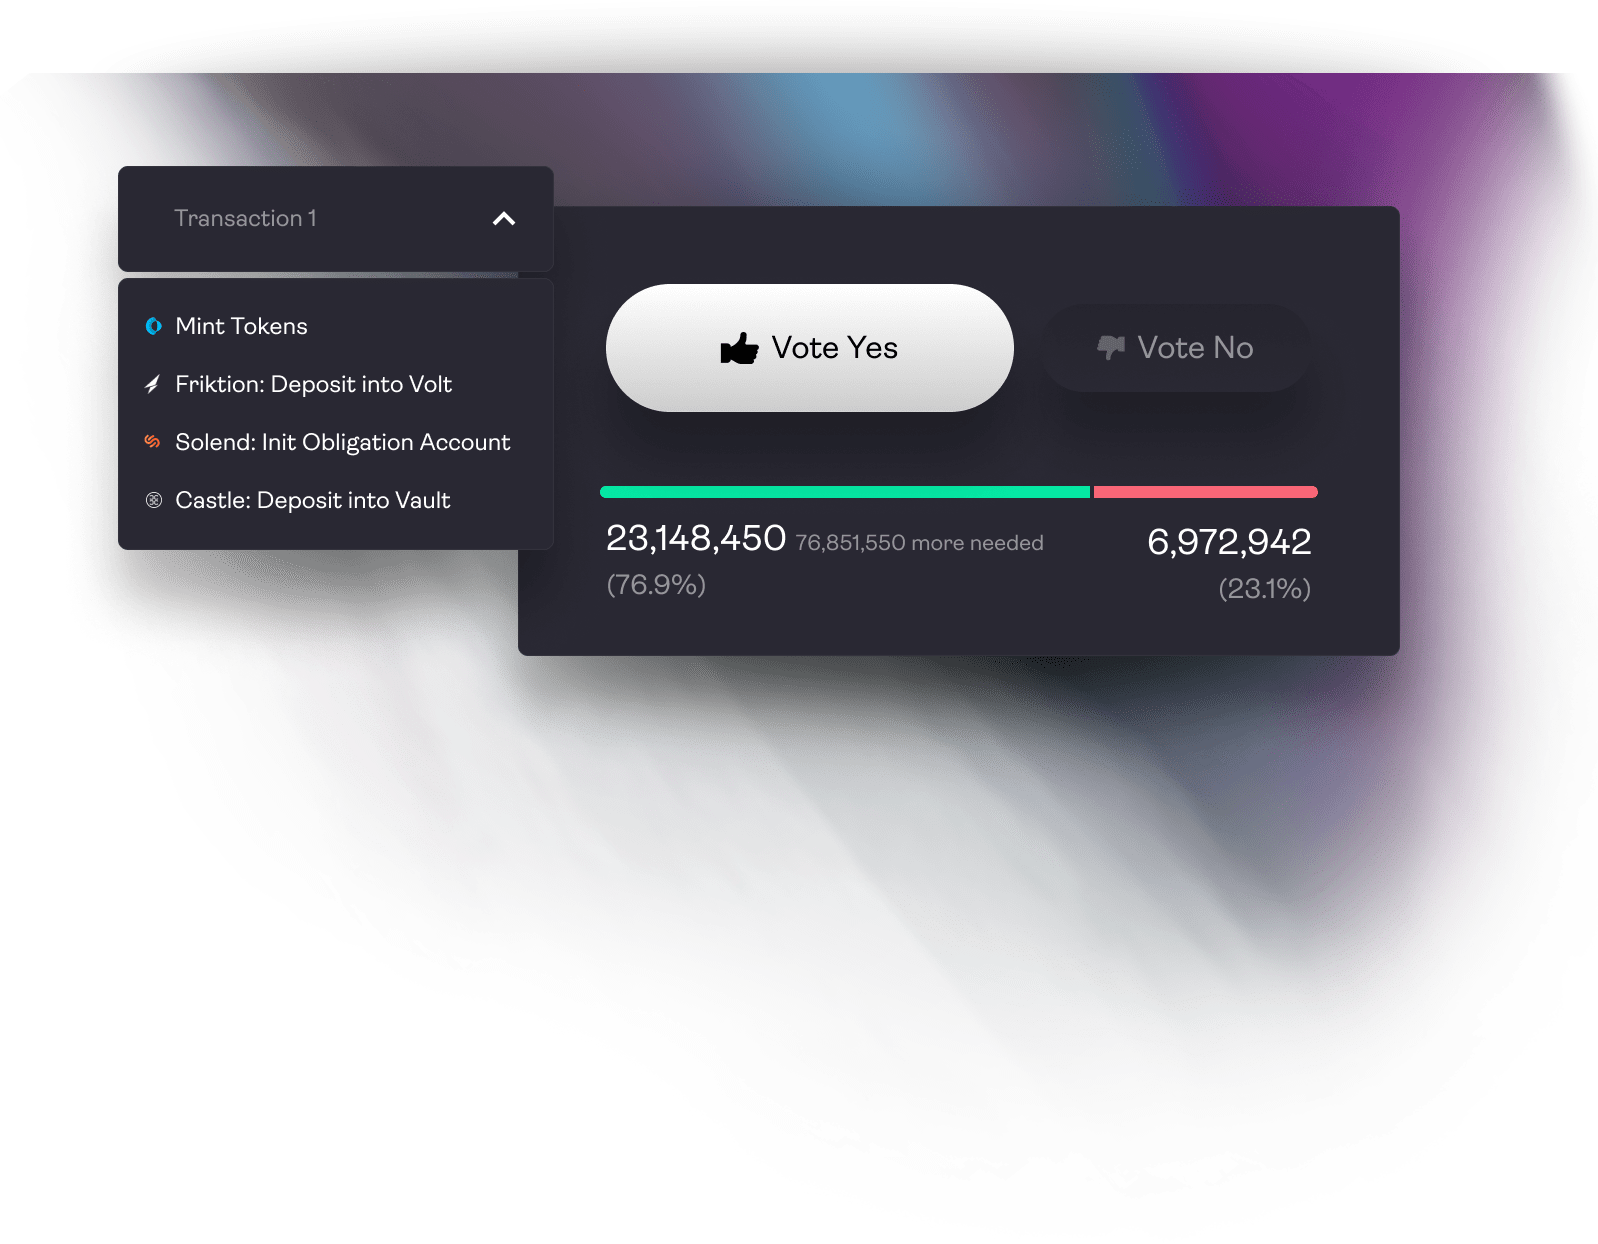 Transaction 1
Mint Tokens
Friktion: Deposit into Volt
Solend: Init Obligation Account
Castle: Deposit into Vault
Vote Yes
Vote No
23,148,450 76,851,550 more needed
(76.9%)
6,972,942
(23.1%)